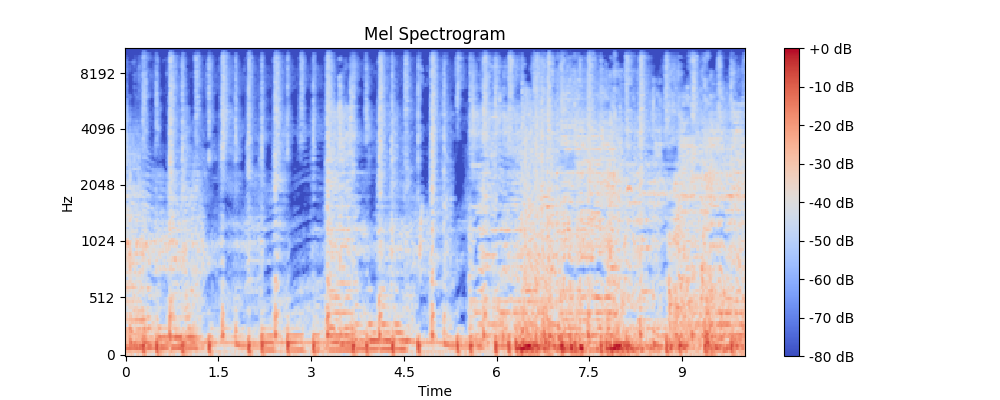 Mel Spectrogram
Hz
8192
4096
2048
1024
512
0
0 1.5 3 4.5 6 7.5 9
Time
+0 dB
-10 dB
-20 dB
-30 dB
-40 dB
-50 dB
-60 dB
-70 dB
-80 dB